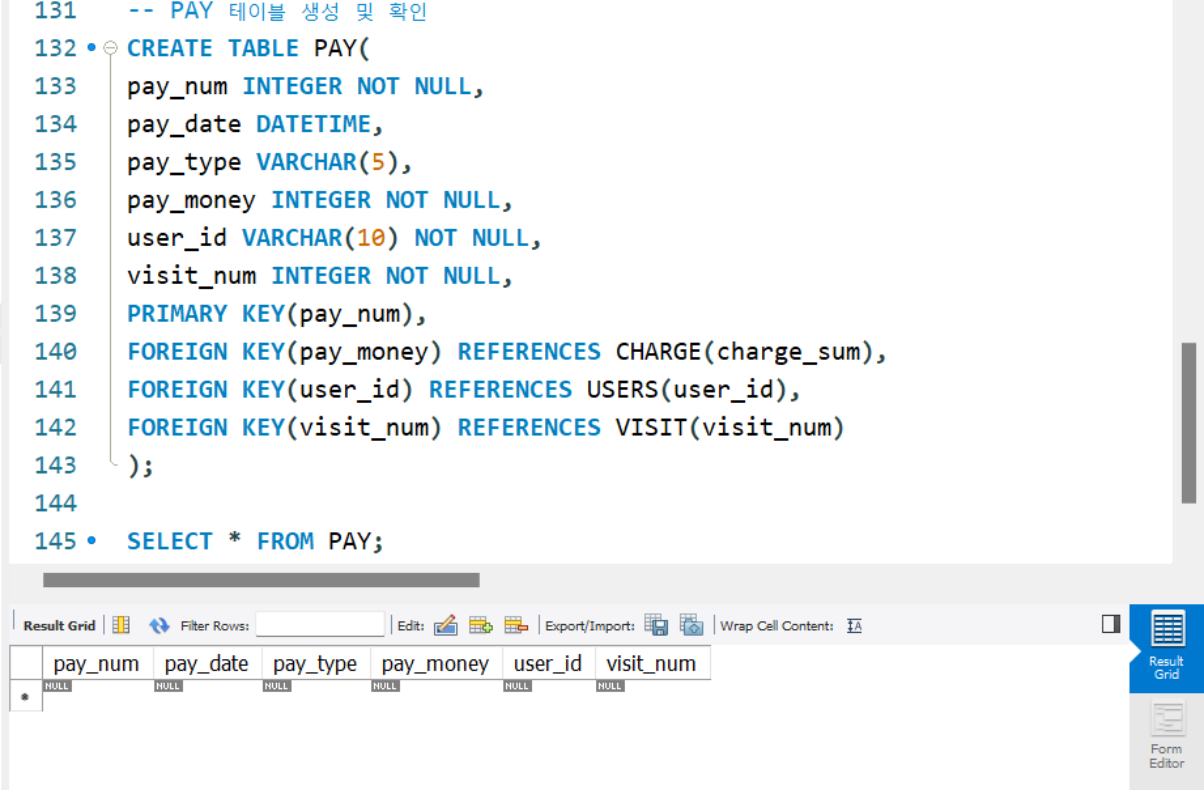 131 -- PAY 테이블 생성 및 확인
132 CREATE TABLE PAY(
133 pay_num INTEGER NOT NULL,
134 pay_date DATETIME,
135 pay_type VARCHAR(5),
136 pay_money INTEGER NOT NULL,
137 user_id VARCHAR(10) NOT NULL,
138 visit_num INTEGER NOT NULL,
139 PRIMARY KEY(pay_num),
140 FOREIGN KEY(pay_money) REFERENCES CHARGE(charge_sum),
141 FOREIGN KEY(user_id) REFERENCES USERS(user_id),
142 FOREIGN KEY(visit_num) REFERENCES VISIT(visit_num)
143 );
144
145 SELECT * FROM PAY;
Result Grid Filter Rows: Edit: Export/Import: Wrap Cell Content: IA
pay_num pay_date pay_type pay_money user_id visit_num
* NULL NULL NULL NULL NULL NULL
Result
Grid
Form
Editor